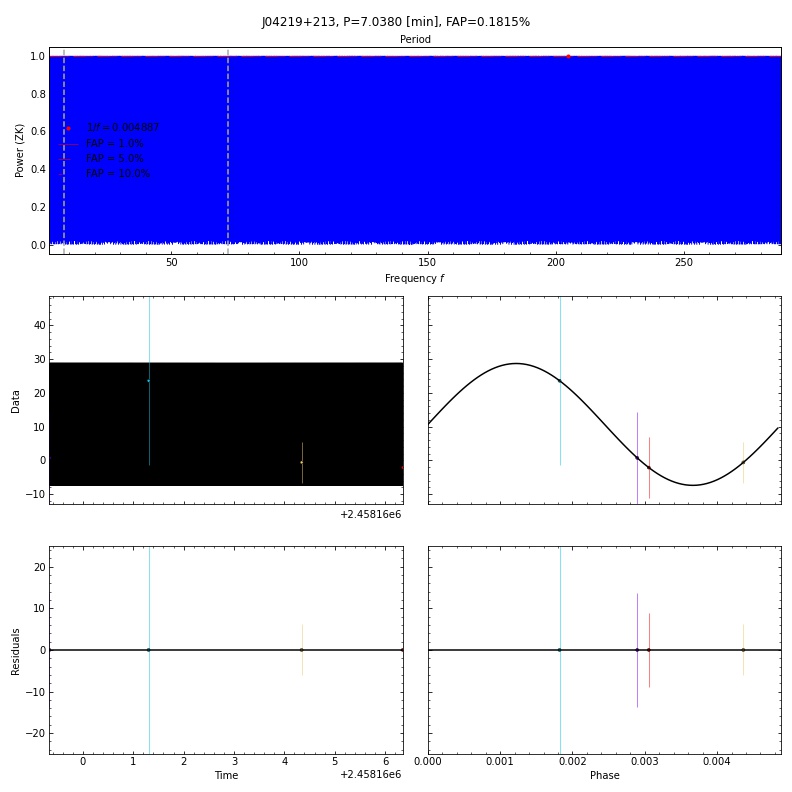 J04219+213, P=7.0380 [min], FAP=0.1815%
Period
Power (ZK)
1.0
0.8
0.6
0.4
0.2
0.0
1/f = 0.004887
FAP = 1.0%
FAP = 5.0%
FAP = 10.0%
50 100 150 200 250
Frequency f
Data
40
30
20
10
0
−10
+2.45816e6
Residuals
20
10
0
−10
−20
0 1 2 3 4 5 6
Time
+2.45816e6
0.000 0.001 0.002 0.003 0.004
Phase